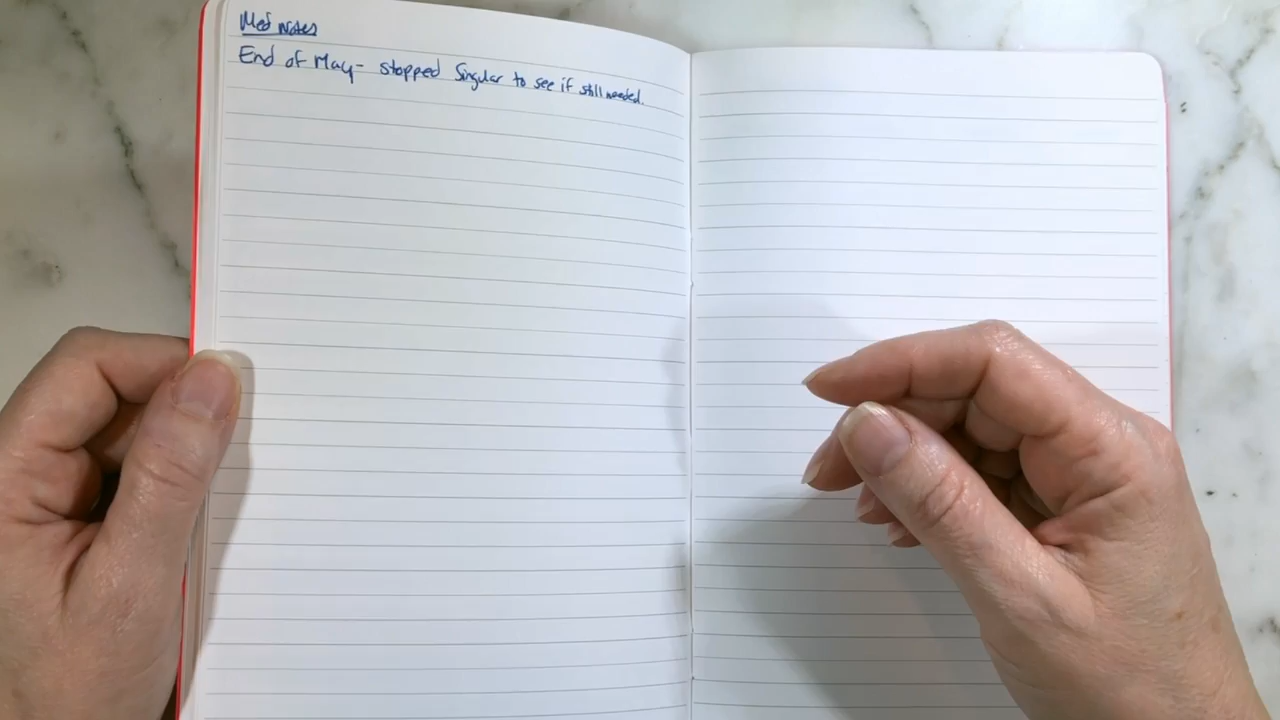 Med Notes
End of May - stopped Singular to see if still needed.